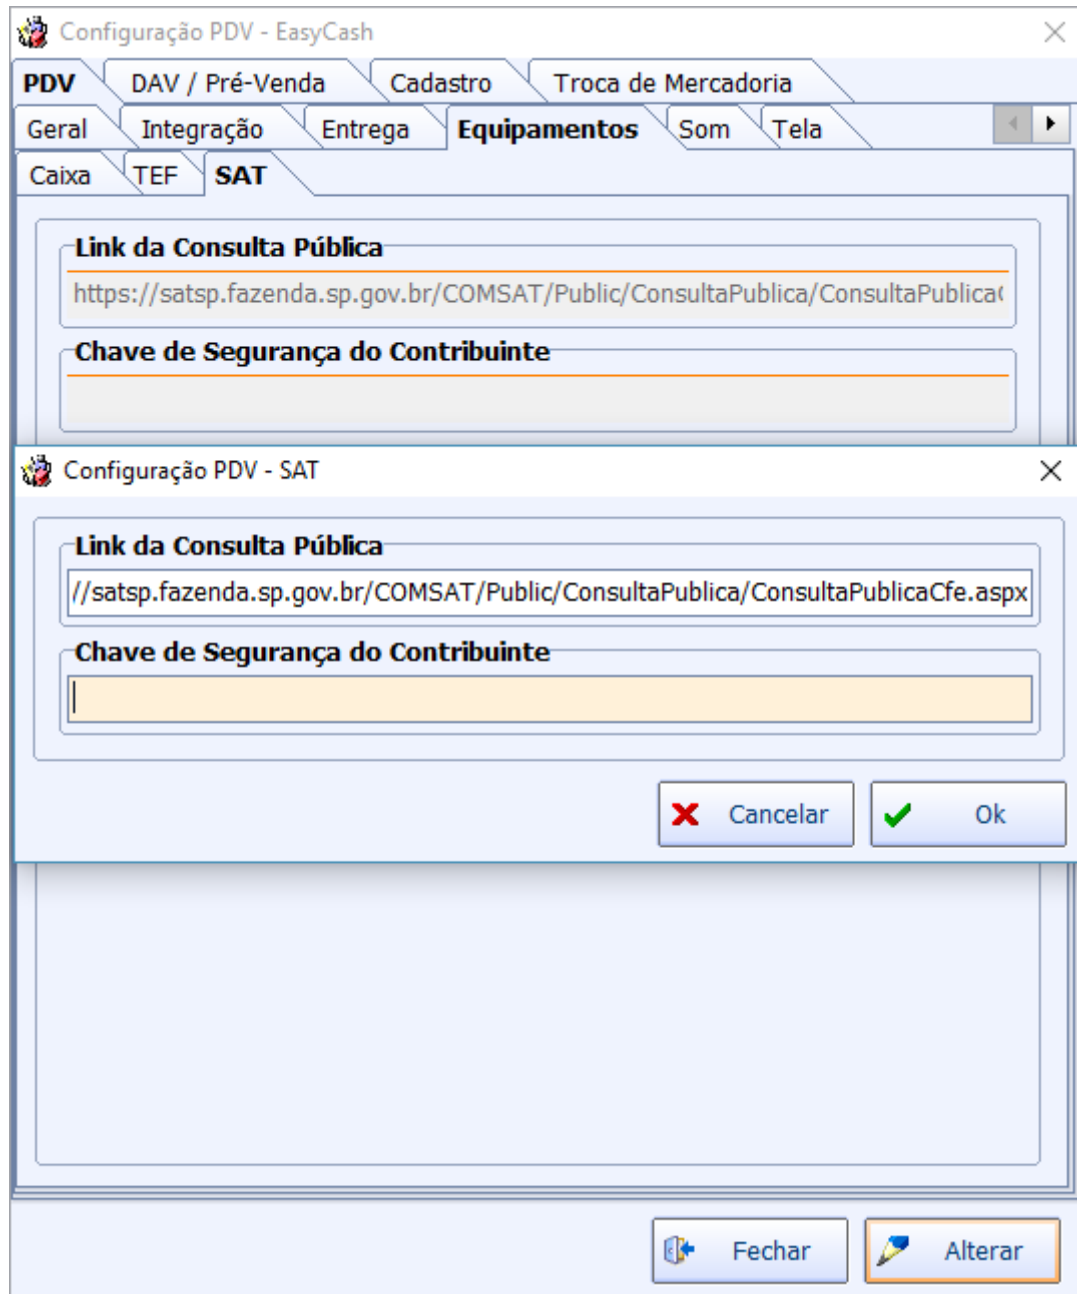 Configuração PDV - EasyCash
PDV DAV / Pré-Venda Cadastro Troca de Mercadoria
Geral Integração Entrega Equipamentos Som Tela
Caixa TEF SAT
Link da Consulta Pública
https://satsp.fazenda.sp.gov.br/COMSAT/Public/ConsultaPublica/ConsultaPublicaC
Chave de Segurança do Contribuinte
Configuração PDV - SAT
Link da Consulta Pública
//satsp.fazenda.sp.gov.br/COMSAT/Public/ConsultaPublica/ConsultaPublicaCfe.aspx
Chave de Segurança do Contribuinte
Cancelar Ok
Fechar Alterar